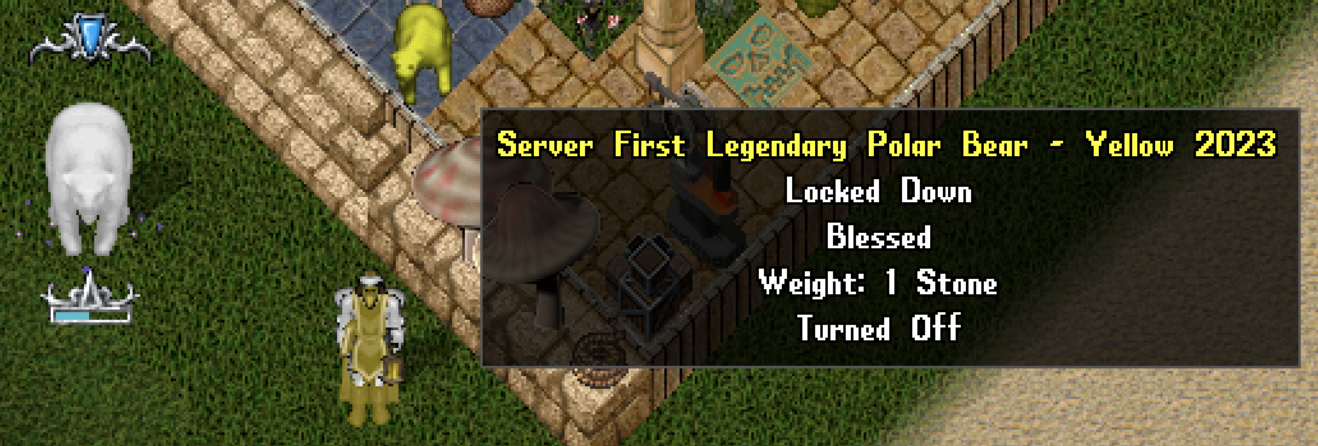 Server First Legendary Polar Bear - Yellow 2023
Locked Down
Blessed
Weight: 1 Stone
Turned Off